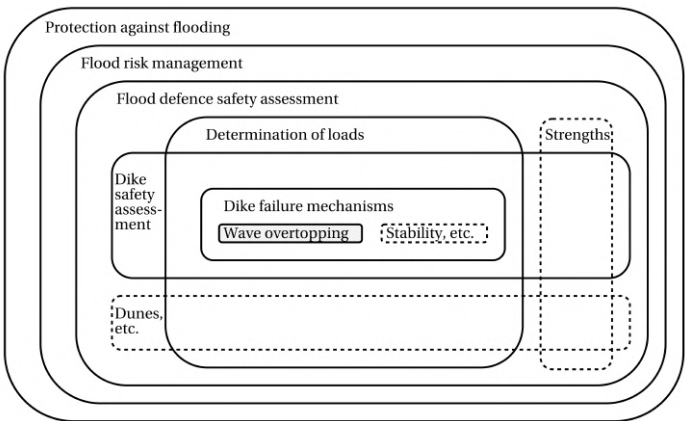 Protection against flooding
Flood risk management
Flood defence safety assessment
Determination of loads
Strengths
Dike
safety
assess-
ment
Dike failure mechanisms
Wave overtopping
Stability, etc.
Dunes,
etc.